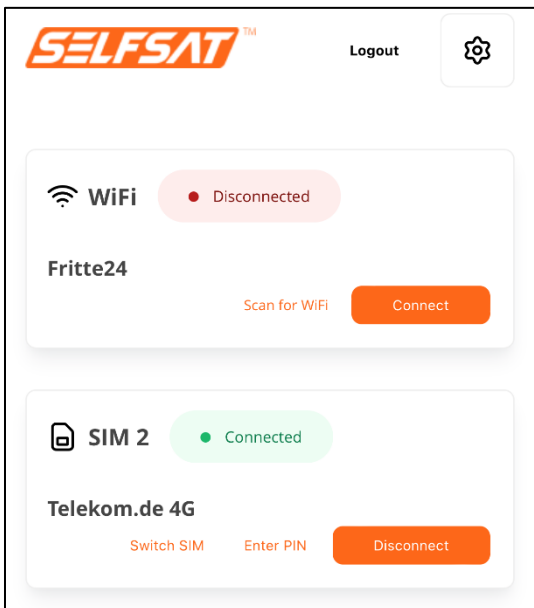 SELFSAT™
Logout
WiFi
Disconnected
Fritte24
Scan for WiFi
Connect
SIM 2
Connected
Telekom.de 4G
Switch SIM
Enter PIN
Disconnect